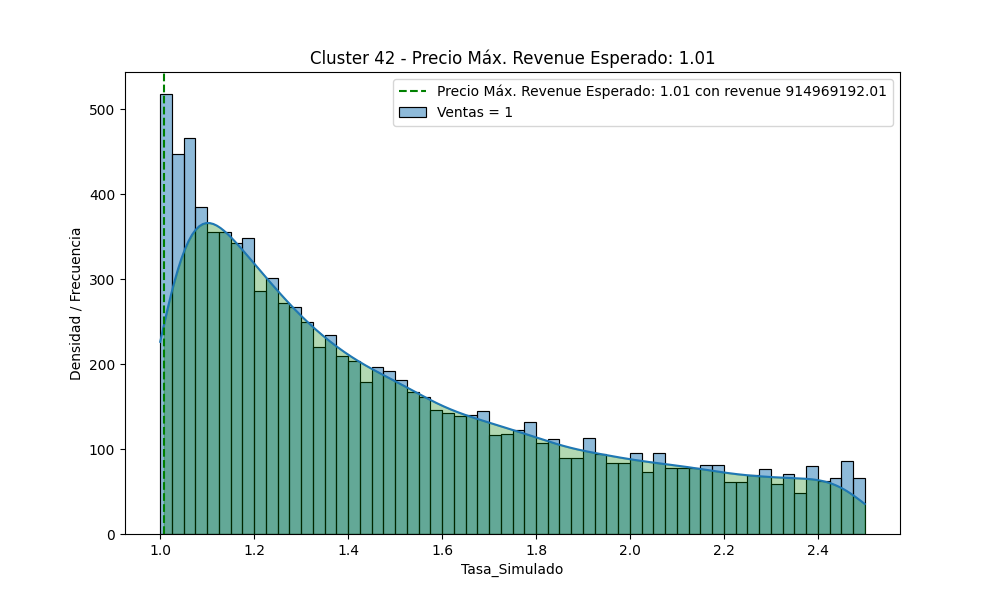 Cluster 42 - Precio Máx. Revenue Esperado: 1.01
Precio Máx. Revenue Esperado: 1.01 con revenue 914969192.01
Ventas = 1
Densidad / Frecuencia
500
400
300
200
100
0
1.0 1.2 1.4 1.6 1.8 2.0 2.2 2.4
Tasa_Simulado